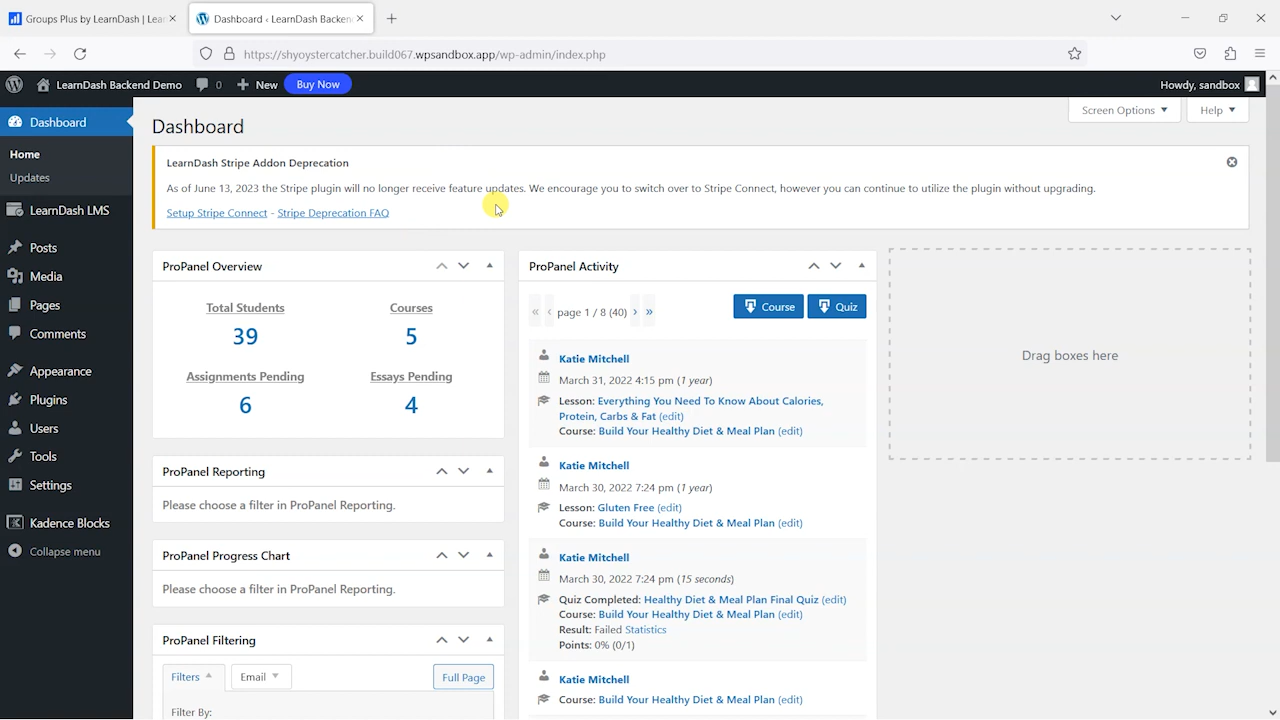 Groups Plus by LearnDash | Lear
Dashboard ‹ LearnDash Backend
https://shyoystercatcher.build067.wpsandbox.app/wp-admin/index.php
LearnDash Backend Demo
0
New
Buy Now
Howdy, sandbox
Dashboard
Home
Updates
LearnDash LMS
Posts
Media
Pages
Comments
Appearance
Plugins
Users
Tools
Settings
Kadence Blocks
Collapse menu
Screen Options
Help
Dashboard
LearnDash Stripe Addon Deprecation
As of June 13, 2023 the Stripe plugin will no longer receive feature updates. We encourage you to switch over to Stripe Connect, however you can continue to utilize the plugin without upgrading.
Setup Stripe Connect - Stripe Deprecation FAQ
ProPanel Overview
Total Students
Courses
39
5
Assignments Pending
Essays Pending
6
4
ProPanel Reporting
Please choose a filter in ProPanel Reporting.
ProPanel Progress Chart
Please choose a filter in ProPanel Reporting.
ProPanel Filtering
Filters
Email
Full Page
Filter By:
ProPanel Activity
« ‹ page 1 / 8 (40) › »
Course
Quiz
Katie Mitchell
March 31, 2022 4:15 pm (1 year)
Lesson: Everything You Need To Know About Calories,
Protein, Carbs & Fat (edit)
Course: Build Your Healthy Diet & Meal Plan (edit)
Katie Mitchell
March 30, 2022 7:24 pm (1 year)
Lesson: Gluten Free (edit)
Course: Build Your Healthy Diet & Meal Plan (edit)
Katie Mitchell
March 30, 2022 7:24 pm (15 seconds)
Quiz Completed: Healthy Diet & Meal Plan Final Quiz (edit)
Course: Build Your Healthy Diet & Meal Plan (edit)
Result: Failed Statistics
Points: 0% (0/1)
Katie Mitchell
Course: Build Your Healthy Diet & Meal Plan (edit)
Drag boxes here